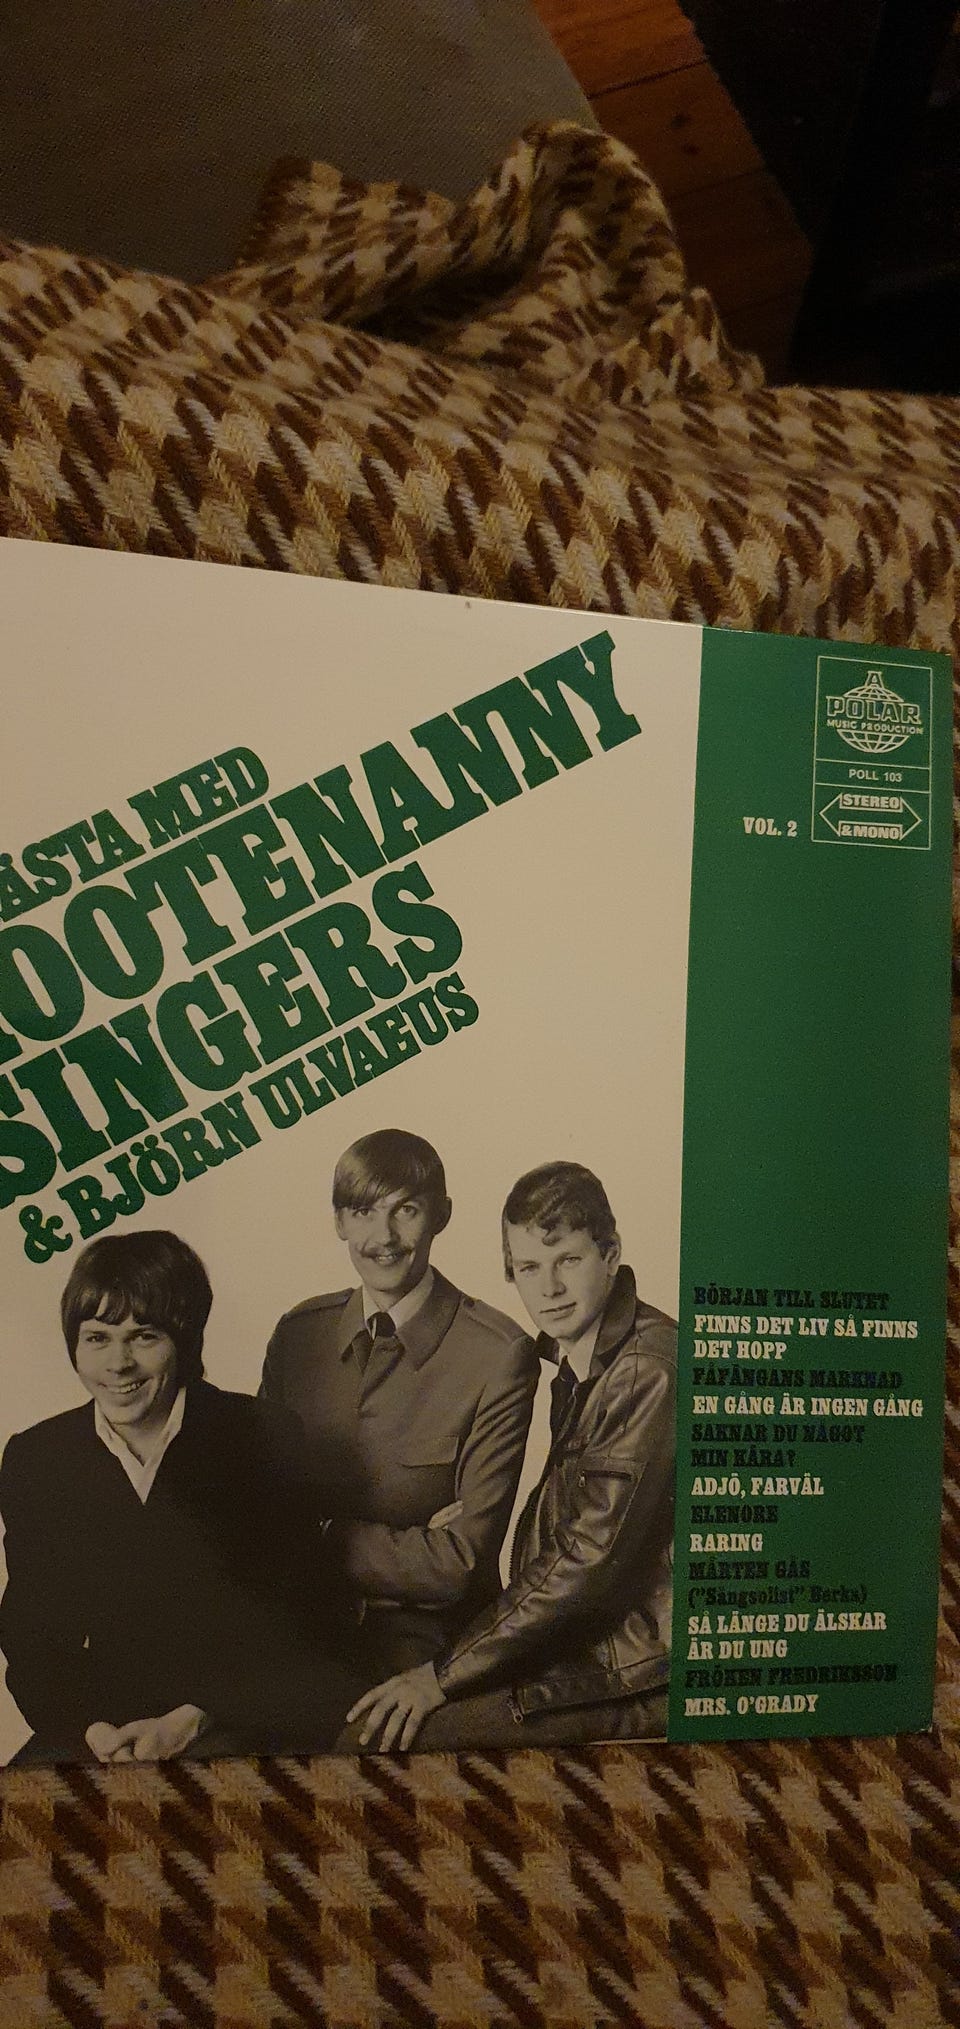 ÄSTA MED
OOTENANNY
SINGERS
& BJÖRN ULVAEUS
A
POLAR
MUSIC PRODUCTION
POLL 103
STEREO
& MONO
VOL. 2
BÖRJAN TILL SLUTET
FINNS DET LIV SÅ FINNS
DET HOPP
FÅFÄNGANS MARKNAD
EN GÅNG ÄR INGEN GÅNG
SAKNAR DU NÅGOT
MIN KÄRA?
ADJÖ, FARVÄL
ELENORE
RARING
MÅRTEN GÅS
("Sångsolist" Berka)
SÅ LÄNGE DU ÄLSKAR
ÄR DU UNG
FRÖKEN FREDRIKSSON
MRS. O'GRADY